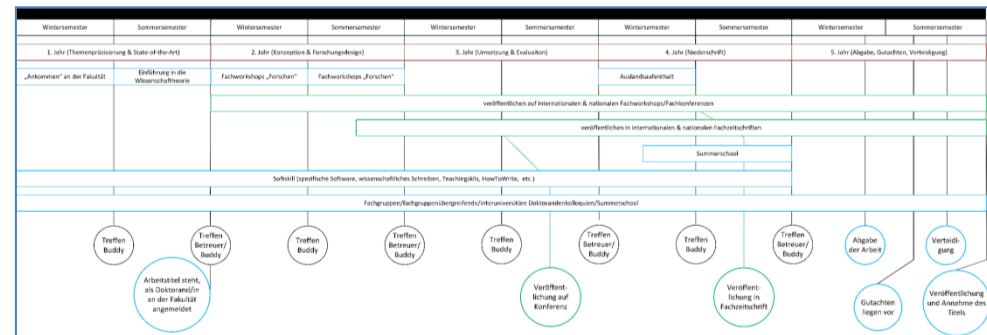 Wintersemester Sommersemester Wintersemester Sommersemester Wintersemester Sommersemester Wintersemester Sommersemester Wintersemester Sommersemester
1. Jahr (Themenpräzisierung & State-of-the-Art) 2. Jahr (Konzeption & Forschungsdesign) 3. Jahr (Umsetzung & Evaluaiton) 4. Jahr (Niederschrift) 5. Jahr (Abgabe, Gutachten, Verteidigung)
„Ankommen" an der Fakultät
Einführung in die
Wissenschaftheorie
Fachworkshops „Forschen"
Fachworkshops „Forschen"
Auslandsaufenthalt
veröffentlichen auf internationalen & nationalen Fachworkshops/Fachkonferenzen
veröffentlichen in internationalen & nationalen Fachzeitschriften
Summerschool
Softskill (spezifische Software, wissenschaftliches Schreiben, Teachingskils, HowToWrite, etc.)
Fachgruppen/fachgruppenübergreifende/interuniversitäre Doktorandenkolloquien/Summerschool
Treffen
Buddy
Treffen
Betreuer/
Buddy
Treffen
Buddy
Treffen
Betreuer/
Buddy
Treffen
Buddy
Treffen
Betreuer/
Buddy
Treffen
Buddy
Treffen
Betreuer/
Buddy
Abgabe
der Arbeit
Verteidi-
gung
Arbeitstitel steht,
als Doktorand/in
an der Fakultät
angemeldet
Veröffent-
lichung auf
Konferenz
Veröffent-
lichung in
Fachzeitschrift
Gutachten
liegen vor
Veröffentlichung
und Annahme des
Titels